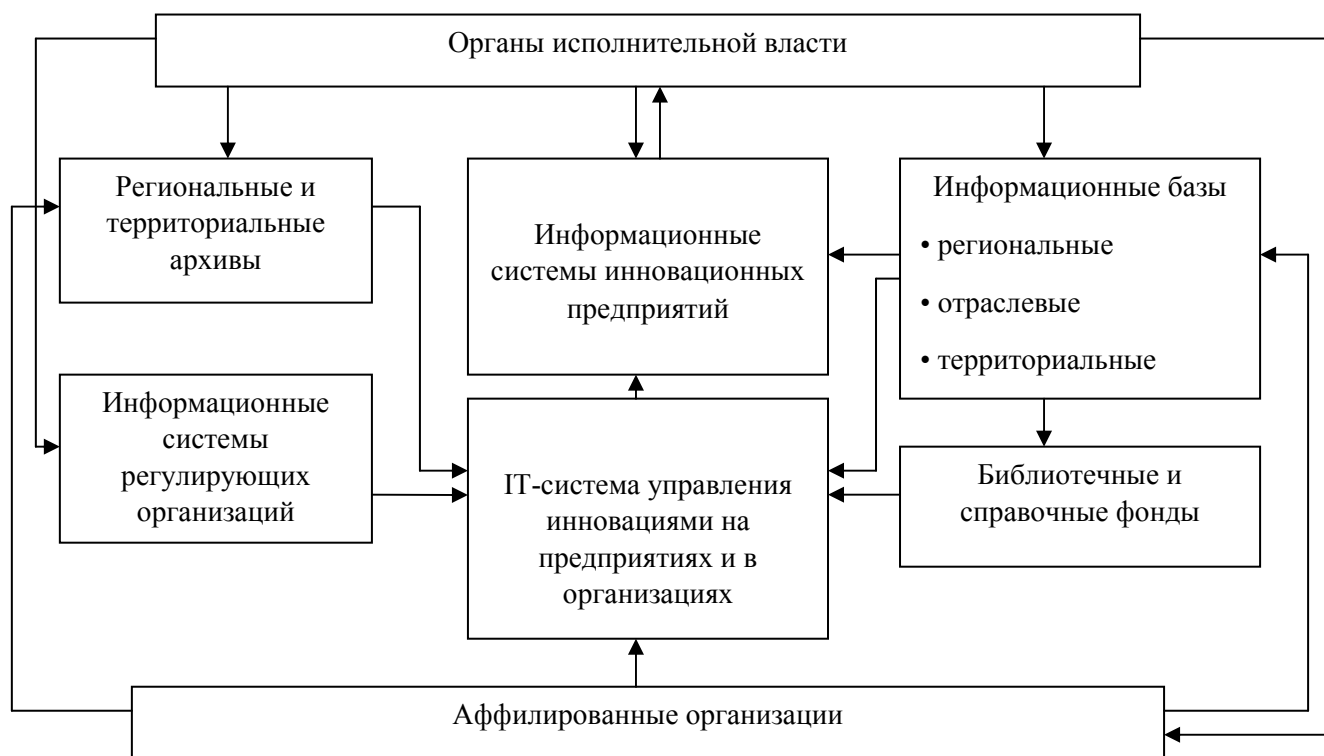 Органы исполнительной власти
Региональные и
территориальные
архивы
Информационные
системы инновационных
предприятий
Информационные базы
• региональные
• отраслевые
• территориальные
Информационные
системы
регулирующих
организаций
IT-система управления
инновациями на
предприятиях и в
организациях
Библиотечные и
справочные фонды
Аффилированные организации